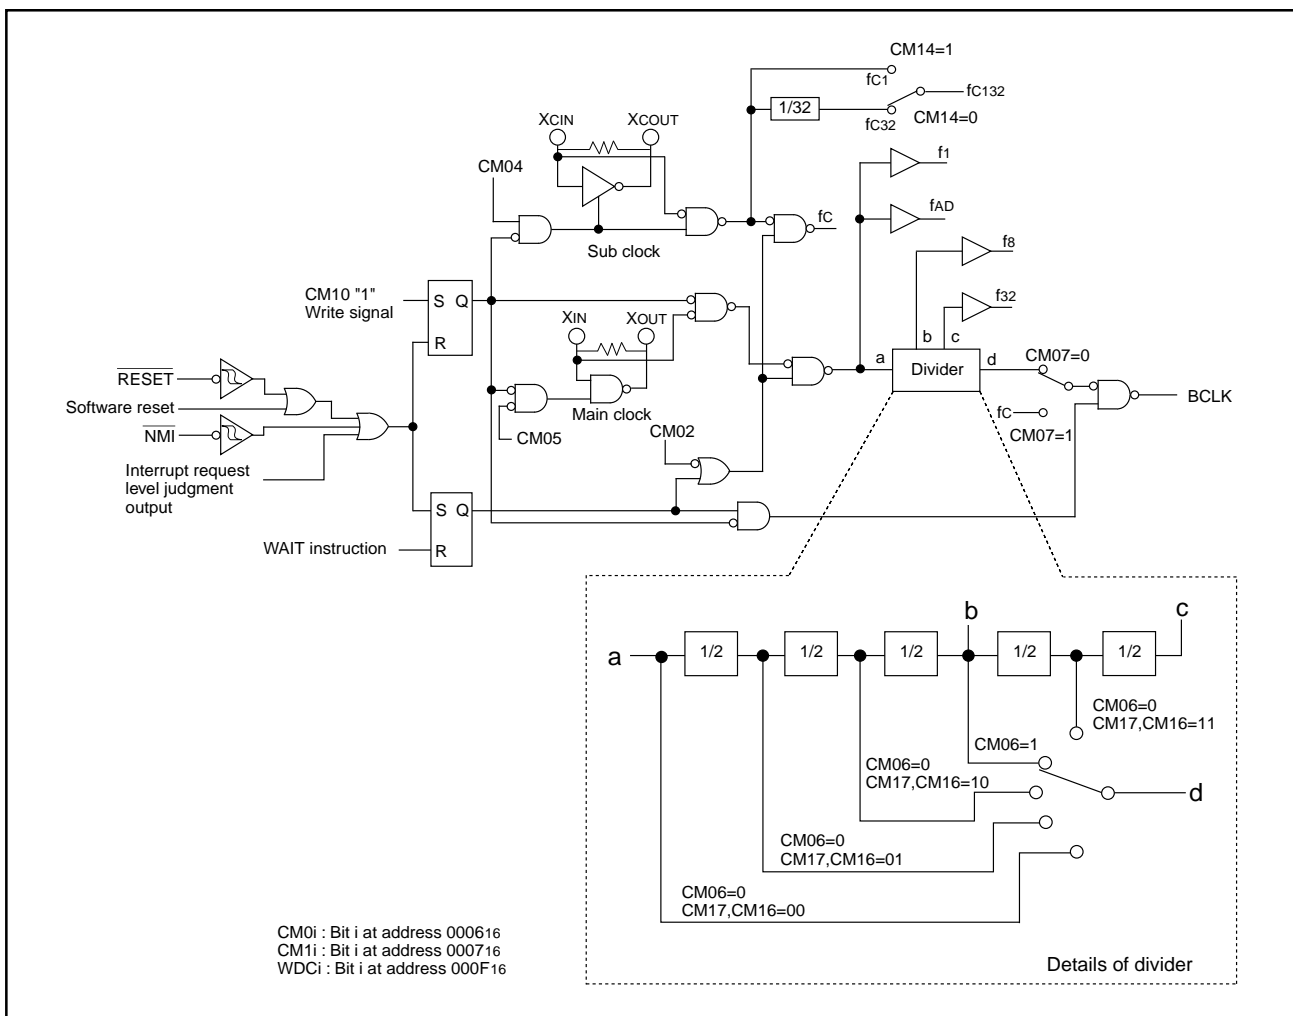 CM14=1
fC1
1/32
fC132
fC32
CM14=0
XCIN
XCOUT
CM04
f1
fAD
fC
Sub clock
f8
CM10 "1"
Write signal
S Q
R
XIN
XOUT
f32
b c
a
Divider
d
CM07=0
RESET
Software reset
NMI
Main clock
CM05
CM02
fC
CM07=1
BCLK
Interrupt request
level judgment
output
S Q
R
WAIT instruction
a
1/2
1/2
1/2
b
1/2
1/2
c
CM06=0
CM17,CM16=11
CM06=1
CM06=0
CM17,CM16=10
d
CM06=0
CM17,CM16=01
CM06=0
CM17,CM16=00
CM0i : Bit i at address 000616
CM1i : Bit i at address 000716
WDCi : Bit i at address 000F16
Details of divider